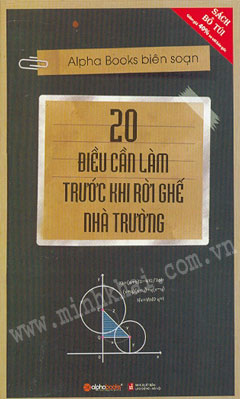 Alpha Books biên soạn
SÁCH
BỎ TÚI
20
ĐIỀU CẦN LÀM
TRƯỚC KHI RỜI GHẾ
NHÀ TRƯỜNG
www.minhkhai.com.vn
alphabooks